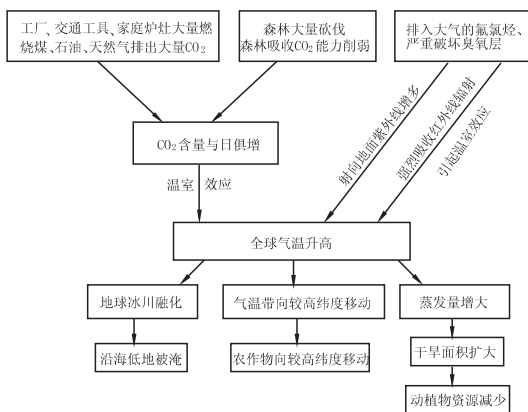 工厂、交通工具、家庭炉灶大量燃
烧煤、石油、天然气排出大量CO2
森林大量砍伐
森林吸收CO2能力削弱
排入大气的氟氯烃、
严重破坏臭氧层
CO2含量与日俱增
射向地面紫外线增多
强烈吸收红外线辐射
引起温室效应
温室 效应
全球气温升高
地球冰川融化
气温带向较高纬度移动
蒸发量增大
沿海低地被淹
农作物向较高纬度移动
干旱面积扩大
动植物资源减少